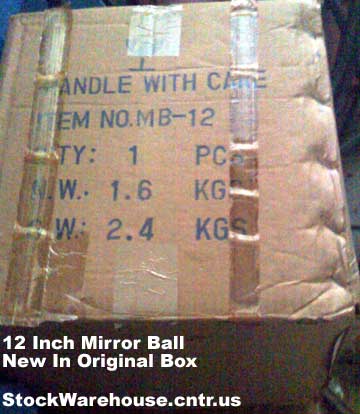 ANDLE WITH CARE
ITEM NO.MB-12
TY: 1 PCS
N.W.: 1.6 KGS
W.: 2.4 KGS
12 Inch Mirror Ball
New In Original Box
StockWarehouse.cntr.us